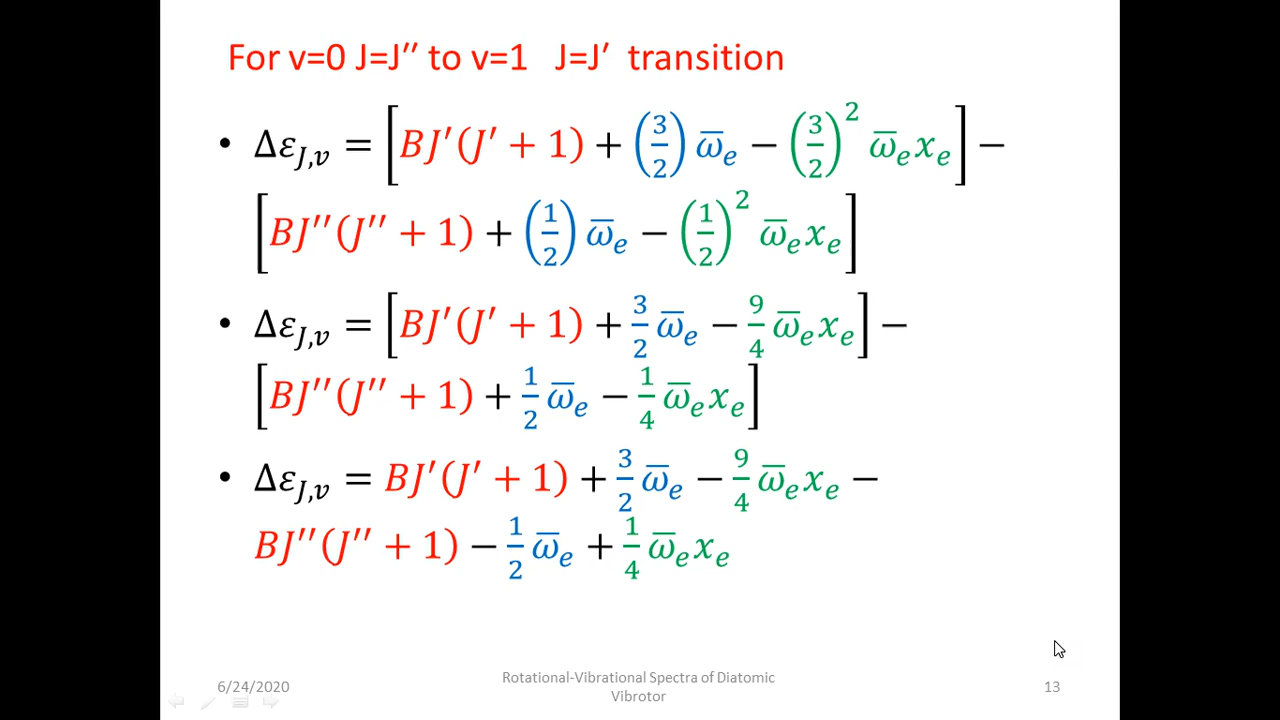 For v=0 J=J′′ to v=1 J=J′ transition
• Δε_{J,v} = [BJ′(J′ + 1) + (3/2) ω̅_e − (3/2)² ω̅_e x_e] −
[BJ′′(J′′ + 1) + (1/2) ω̅_e − (1/2)² ω̅_e x_e]
• Δε_{J,v} = [BJ′(J′ + 1) + 3/2 ω̅_e − 9/4 ω̅_e x_e] −
[BJ′′(J′′ + 1) + 1/2 ω̅_e − 1/4 ω̅_e x_e]
• Δε_{J,v} = BJ′(J′ + 1) + 3/2 ω̅_e − 9/4 ω̅_e x_e −
BJ′′(J′′ + 1) − 1/2 ω̅_e + 1/4 ω̅_e x_e
6/24/2020
Rotational-Vibrational Spectra of Diatomic
Vibrotor
13